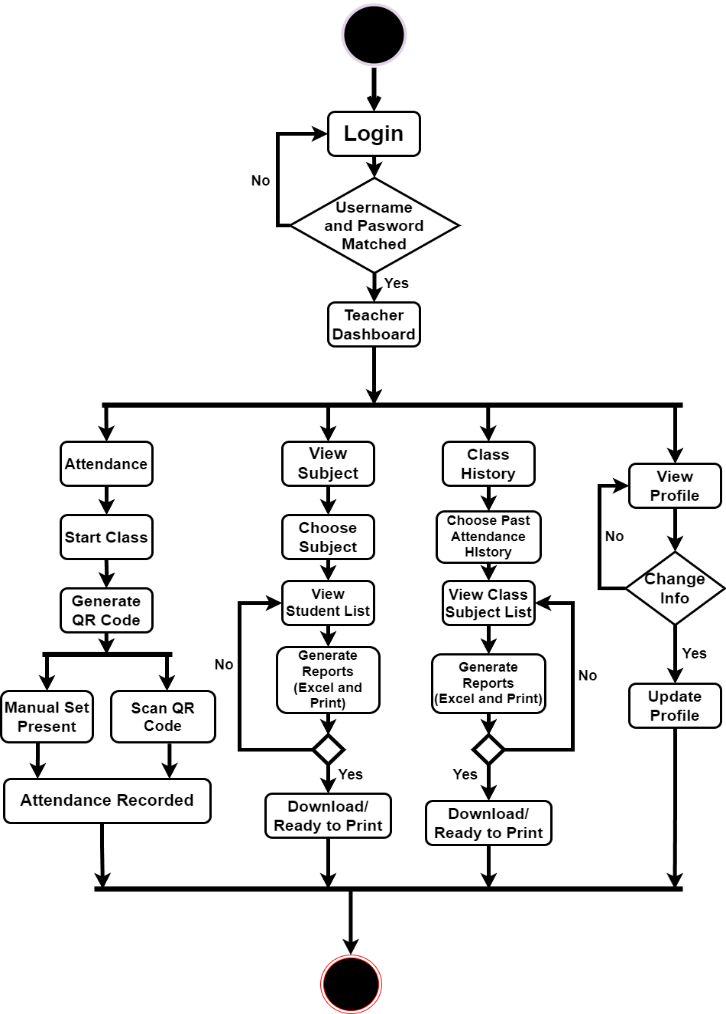 Login
No
Username
and Pasword
Matched
Yes
Teacher
Dashboard
Attendance
Start Class
Generate
QR Code
Manual Set
Present
Scan QR
Code
Attendance Recorded
View
Subject
Choose
Subject
View
Student List
No
Generate
Reports
(Excel and
Print)
Yes
Download/
Ready to Print
Class
History
Choose Past
Attendance
HIstory
View Class
Subject List
Generate
Reports
(Excel and Print)
No
Yes
Download/
Ready to Print
View
Profile
No
Change
Info
Yes
Update
Profile